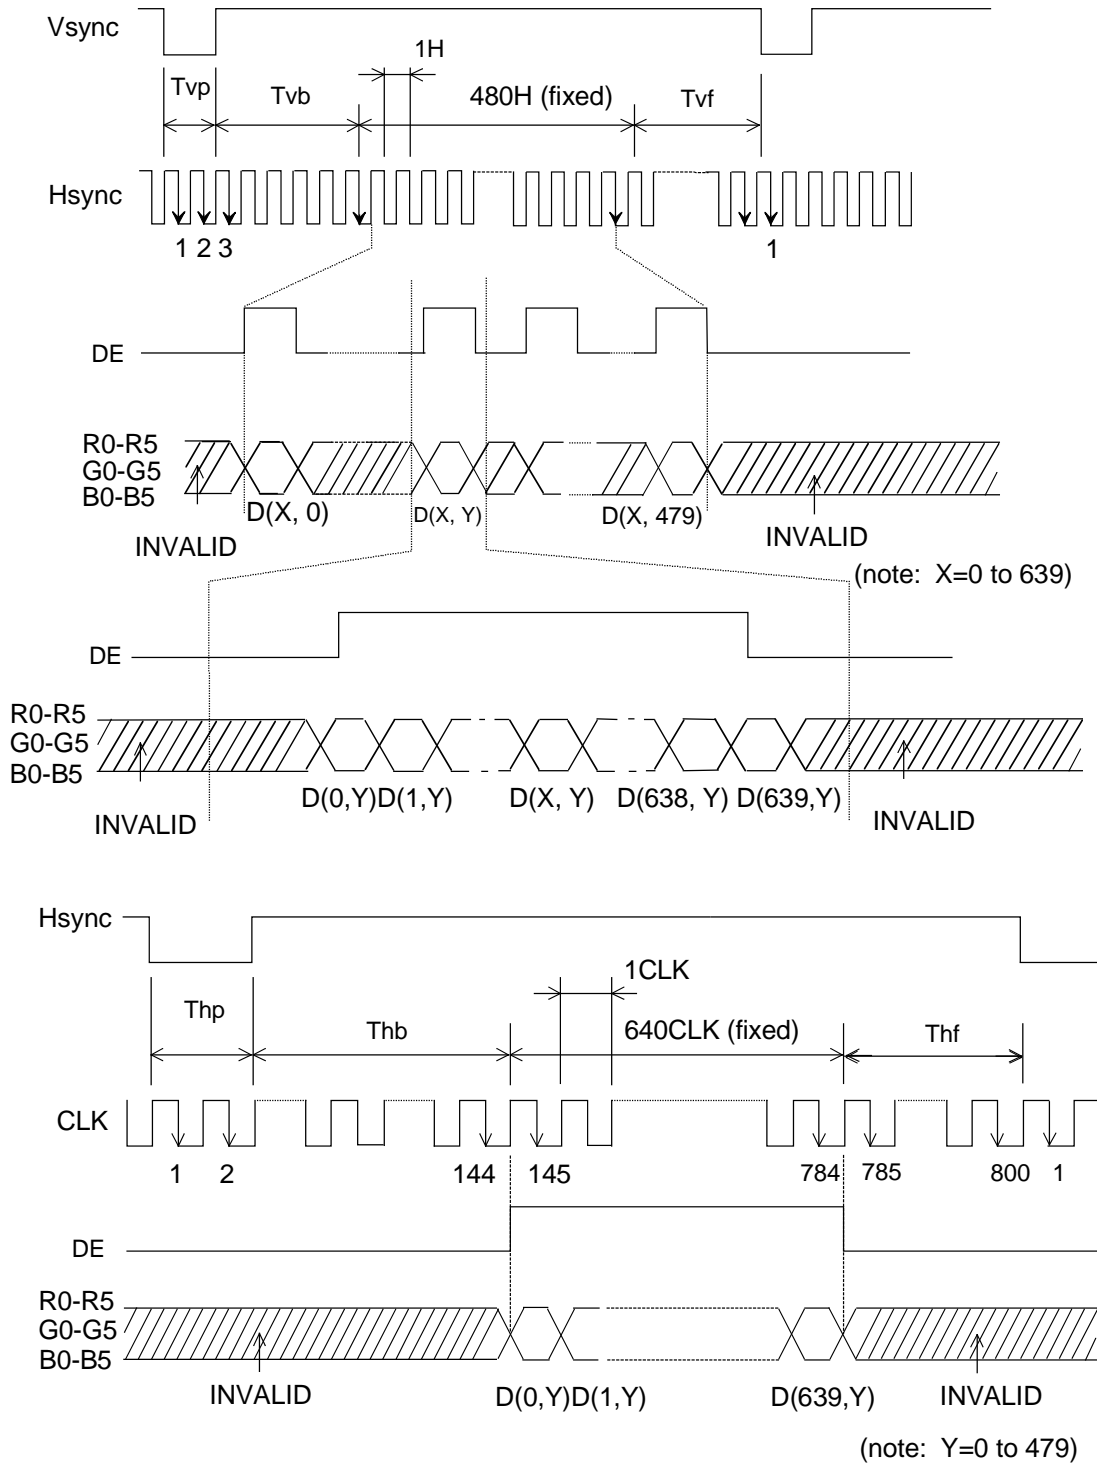 Vsync
1H
Tvp
Tvb
480H (fixed)
Tvf
Hsync
1 2 3
1
DE
R0-R5
G0-G5
B0-B5
D(X, 0)
D(X, Y)
D(X, 479)
INVALID
INVALID
(note: X=0 to 639)
DE
R0-R5
G0-G5
B0-B5
D(0,Y)D(1,Y)
D(X, Y)
D(638, Y)
D(639,Y)
INVALID
INVALID
Hsync
1CLK
Thp
Thb
640CLK (fixed)
Thf
CLK
1
2
144
145
784
785
800
1
DE
R0-R5
G0-G5
B0-B5
INVALID
D(0,Y)D(1,Y)
D(639,Y)
INVALID
(note: Y=0 to 479)